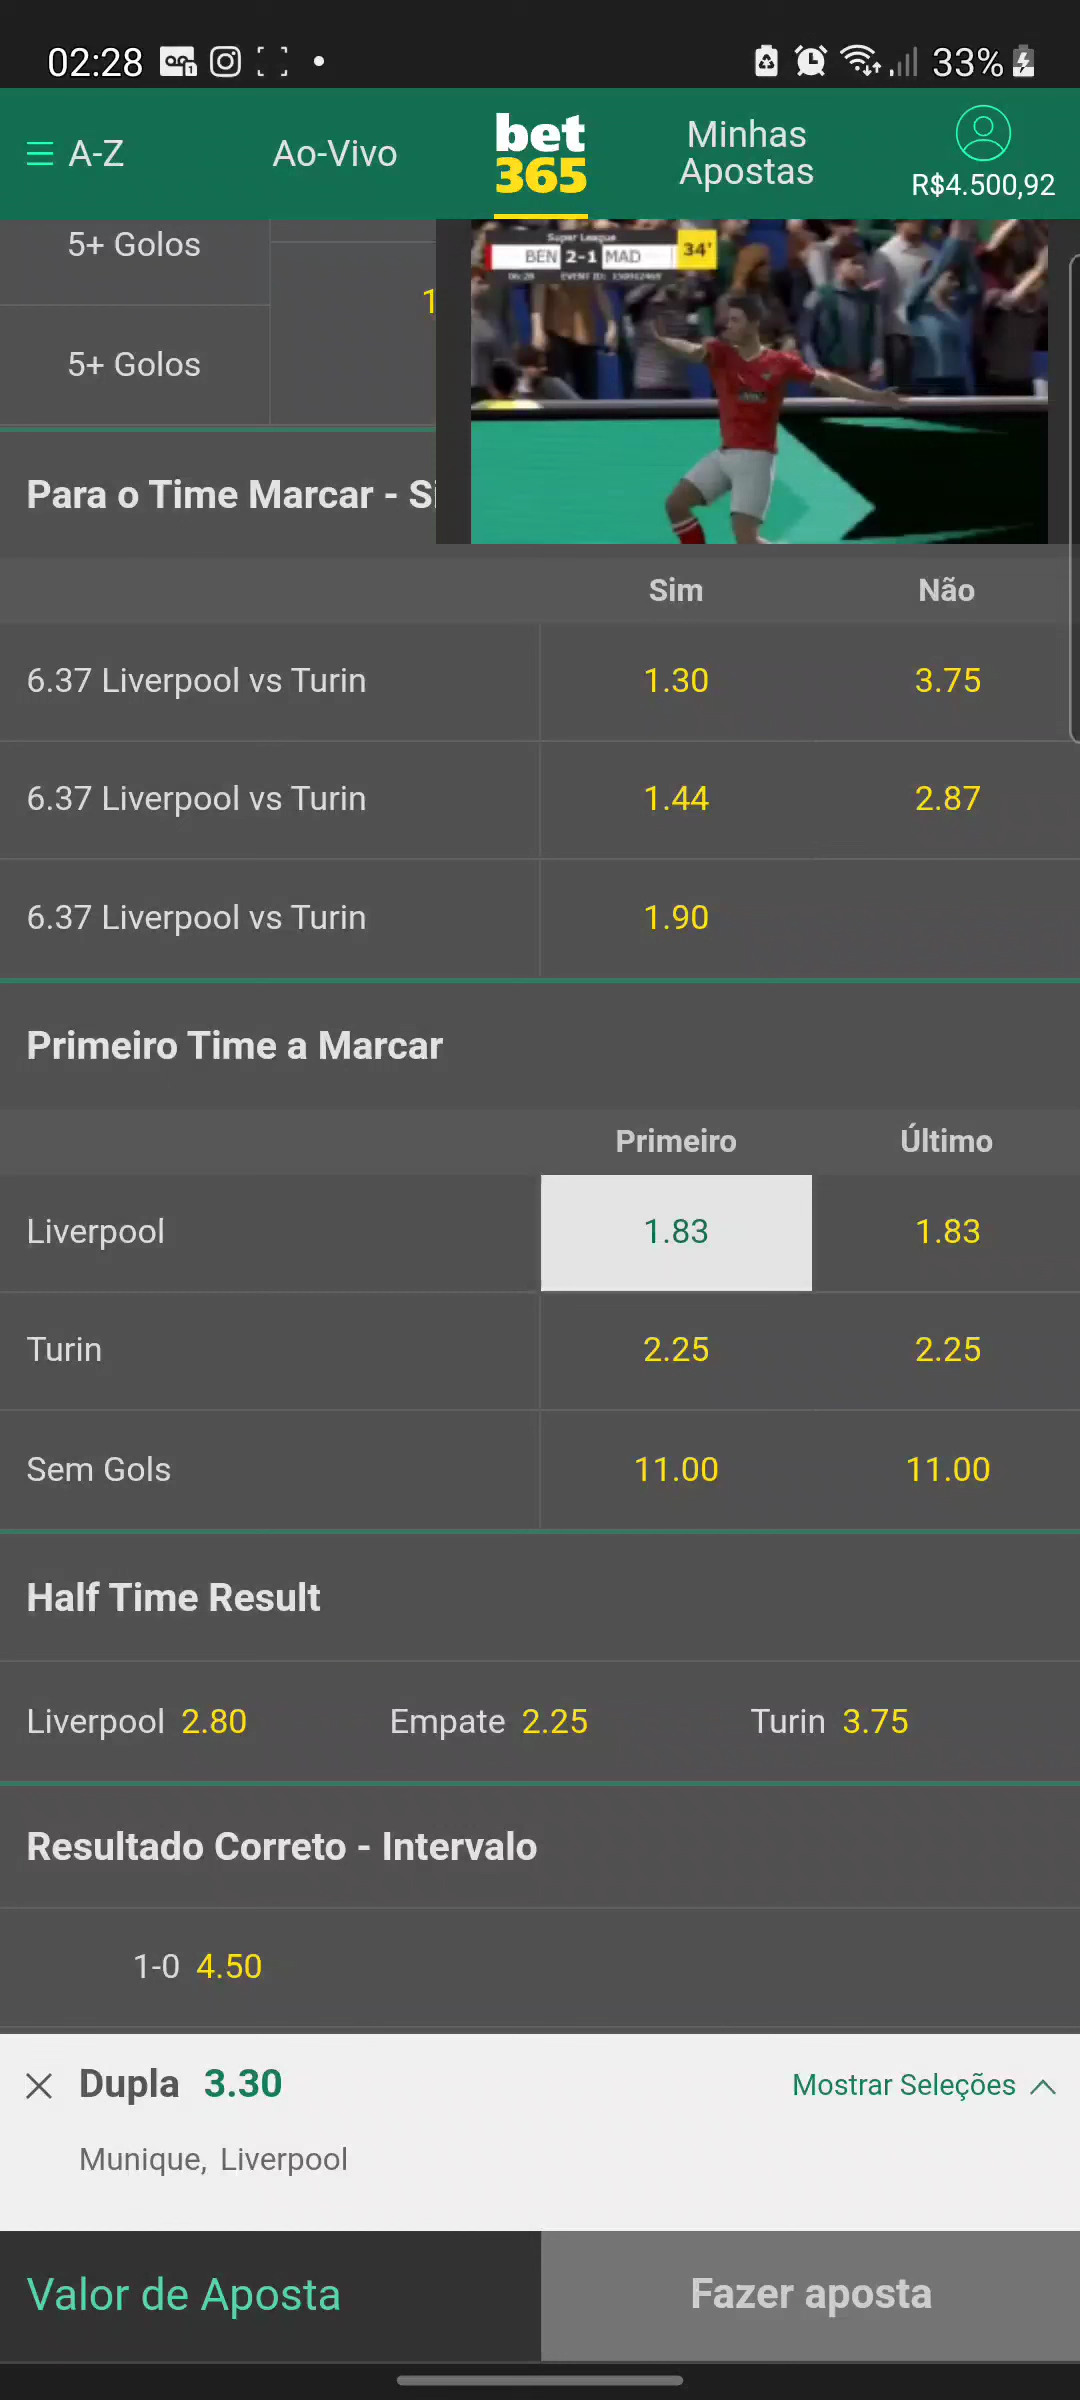 02:28
33%
A-Z
Ao-Vivo
bet
365
Minhas
Apostas
R$4.500,92
5+ Golos
1
5+ Golos
Super League
BEN 2-1 MAD 34'
Para o Time Marcar - Si
Sim Não
6.37 Liverpool vs Turin 1.30 3.75
6.37 Liverpool vs Turin 1.44 2.87
6.37 Liverpool vs Turin 1.90
Primeiro Time a Marcar
Primeiro Último
Liverpool 1.83 1.83
Turin 2.25 2.25
Sem Gols 11.00 11.00
Half Time Result
Liverpool 2.80 Empate 2.25 Turin 3.75
Resultado Correto - Intervalo
1-0 4.50
Dupla 3.30 Mostrar Seleções
Munique, Liverpool
Valor de Aposta Fazer aposta